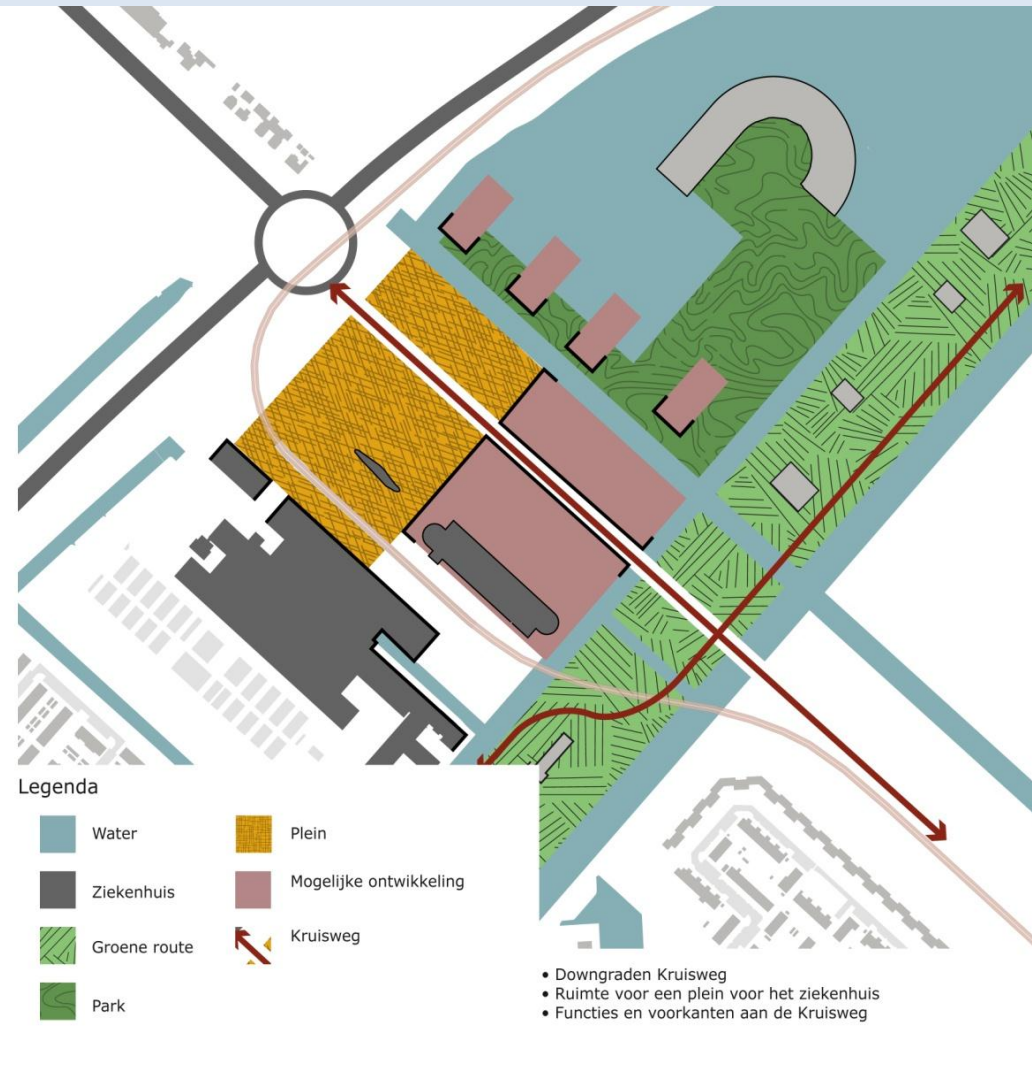 Legenda
Water
Ziekenhuis
Groene route
Park
Plein
Mogelijke ontwikkeling
Kruisweg
• Downgraden Kruisweg
• Ruimte voor een plein voor het ziekenhuis
• Functies en voorkanten aan de Kruisweg